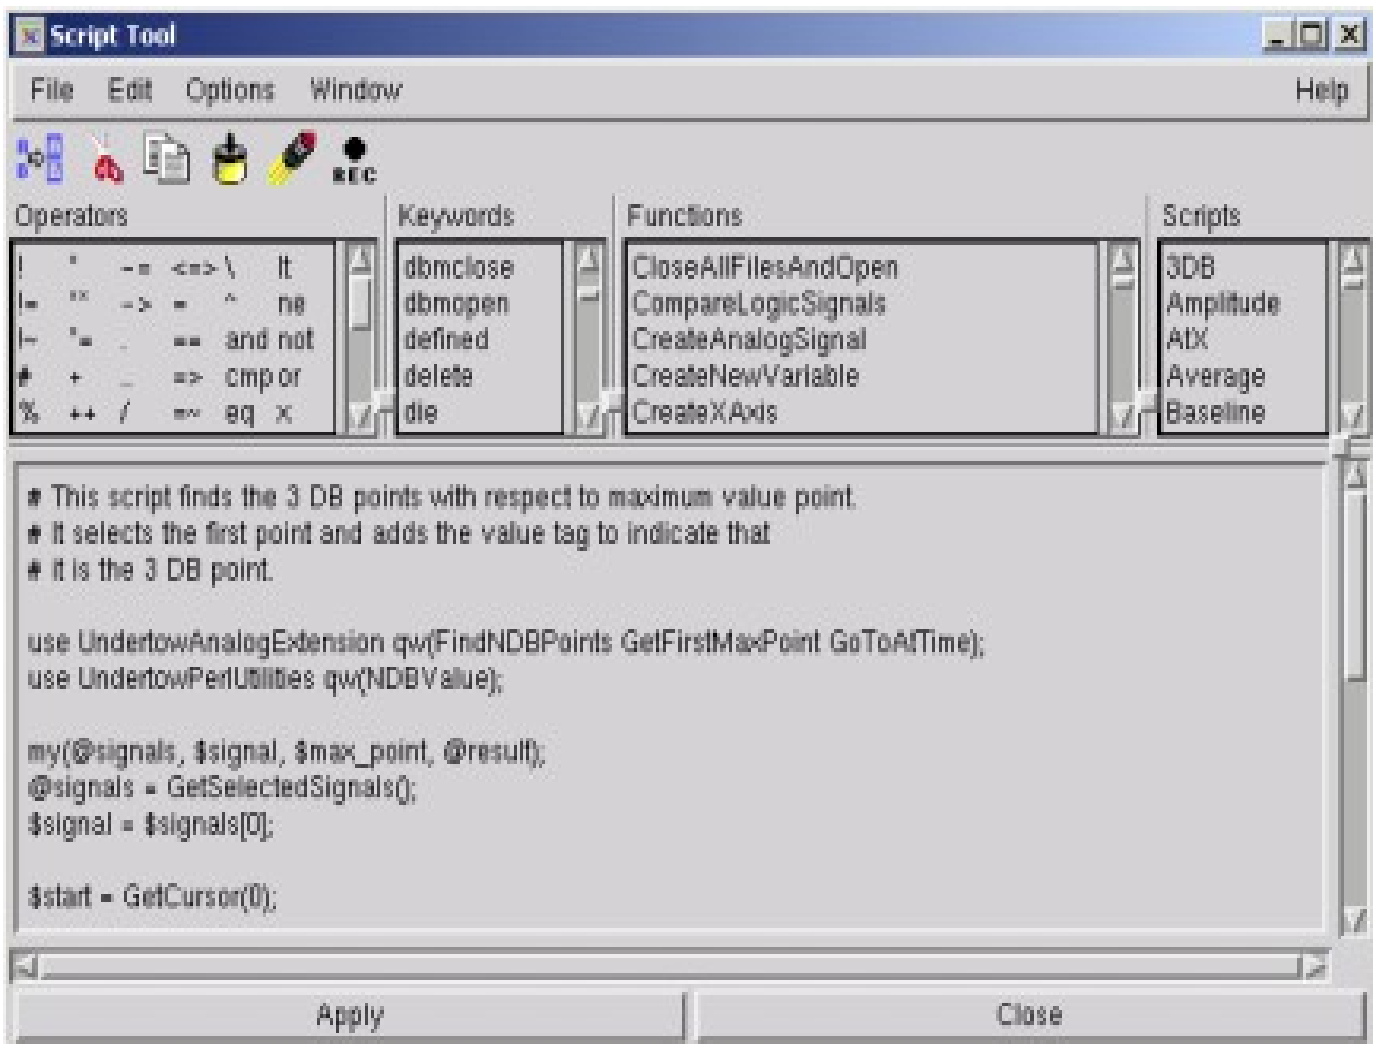 Script Tool
File Edit Options Window Help
REC
Operators Keywords Functions Scripts
! * -= <=> \ lt
!= ** -> = ^ ne
!~ *= . == and not
# + _ => cmp or
% ++ / =~ eq x
dbmclose
dbmopen
defined
delete
die
CloseAllFilesAndOpen
CompareLogicSignals
CreateAnalogSignal
CreateNewVariable
CreateXAxis
3DB
Amplitude
AtX
Average
Baseline
# This script finds the 3 DB points with respect to maximum value point.
# It selects the first point and adds the value tag to indicate that
# it is the 3 DB point.
use UndertowAnalogExtension qw(FindNDBPoints GetFirstMaxPoint GoToAtTime);
use UndertowPerlUtilities qw(NDBValue);
my(@signals, $signal, $max_point, @result);
@signals = GetSelectedSignals();
$signal = $signals[0];
$start = GetCursor(0);
Apply Close